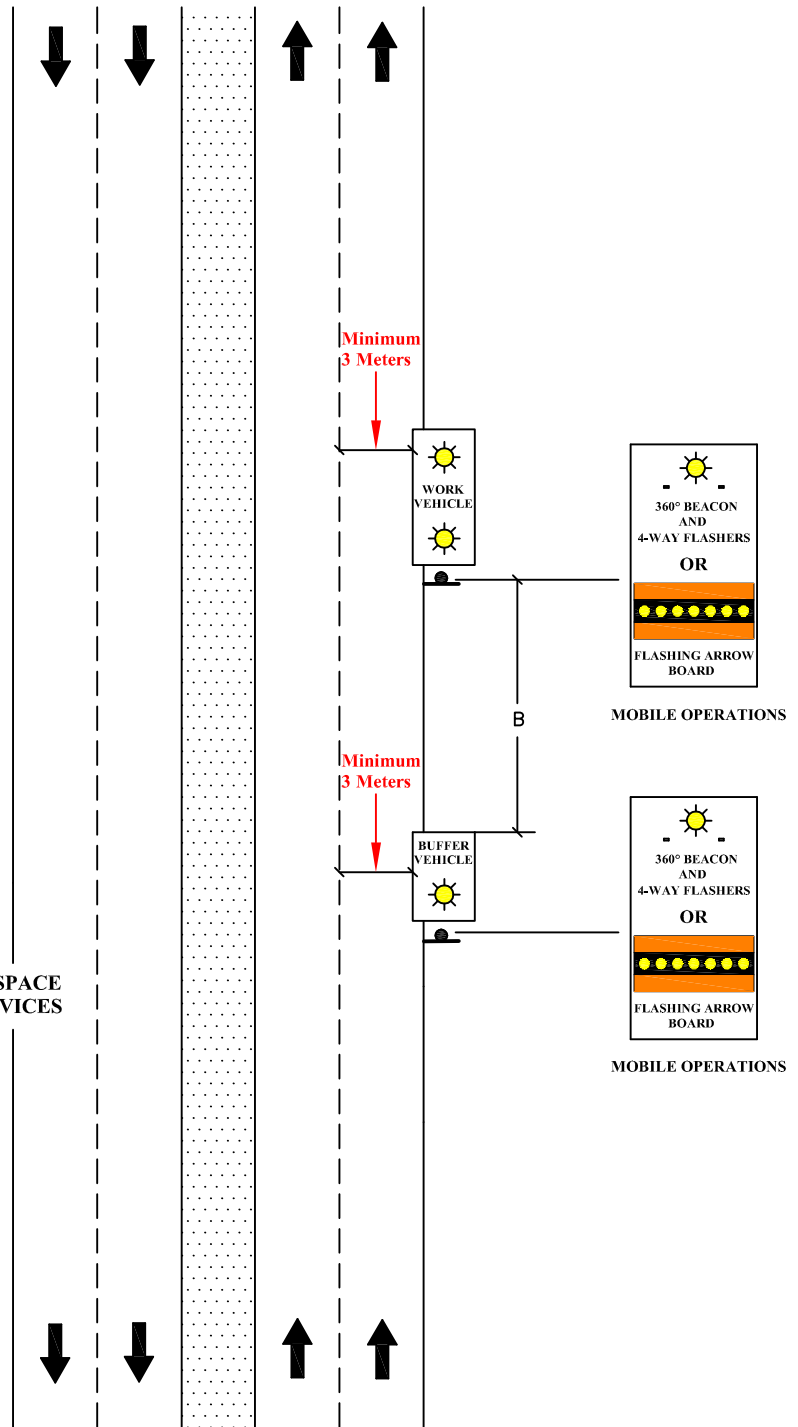 Minimum
3 Meters
WORK
VEHICLE
360° BEACON
AND
4-WAY FLASHERS
OR
FLASHING ARROW
BOARD
MOBILE OPERATIONS
B
Minimum
3 Meters
BUFFER
VEHICLE
360° BEACON
AND
4-WAY FLASHERS
OR
FLASHING ARROW
BOARD
MOBILE OPERATIONS
SPACE
VICES